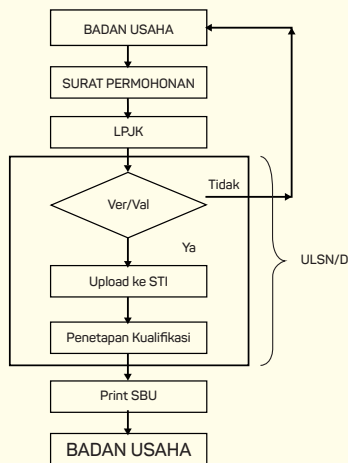 BADAN USAHA
SURAT PERMOHONAN
LPJK
Ver/Val
Tidak
Ya
ULSN/D
Upload ke STI
Penetapan Kualifikasi
Print SBU
BADAN USAHA